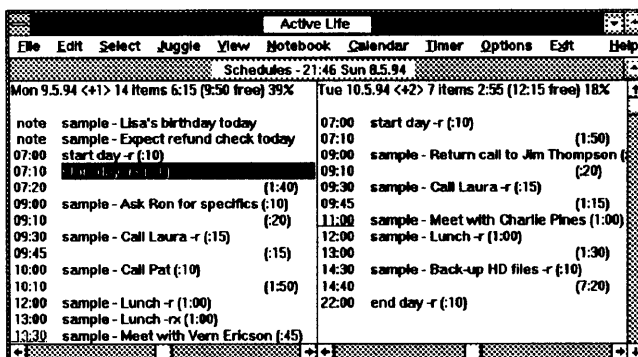 Active Life
File Edit Select Juggle View Notebook Calendar Timer Options Exit Help
Schedules - 21:46 Sun 8.5.94
Mon 9.5.94 <+1> 14 items 6:15 (9:50 free) 39%
note sample - Lisa's birthday today
note sample - Expect refund check today
07:00 start day -r (:10)
07:10
07:20 (1:40)
09:00 sample - Ask Ron for specifics (:10)
09:10 (:20)
09:30 sample - Call Laura -r (:15)
09:45 (:15)
10:00 sample - Call Pat (:10)
10:10 (1:50)
12:00 sample - Lunch -r (1:00)
13:00 sample - Lunch -rx (1:00)
13:30 sample - Meet with Vern Ericson (:45)
Tue 10.5.94 <+2> 7 items 2:55 (12:15 free) 18%
07:00 start day -r (:10)
07:10 (1:50)
09:00 sample - Return call to Jim Thompson (:
09:10 (:20)
09:30 sample - Call Laura -r (:15)
09:45 (1:15)
11:00 sample - Meet with Charlie Pines (1:00)
12:00 sample - Lunch -r (1:00)
13:00 (1:30)
14:30 sample - Back-up HD files -r (:10)
14:40 (7:20)
22:00 end day -r (:10)